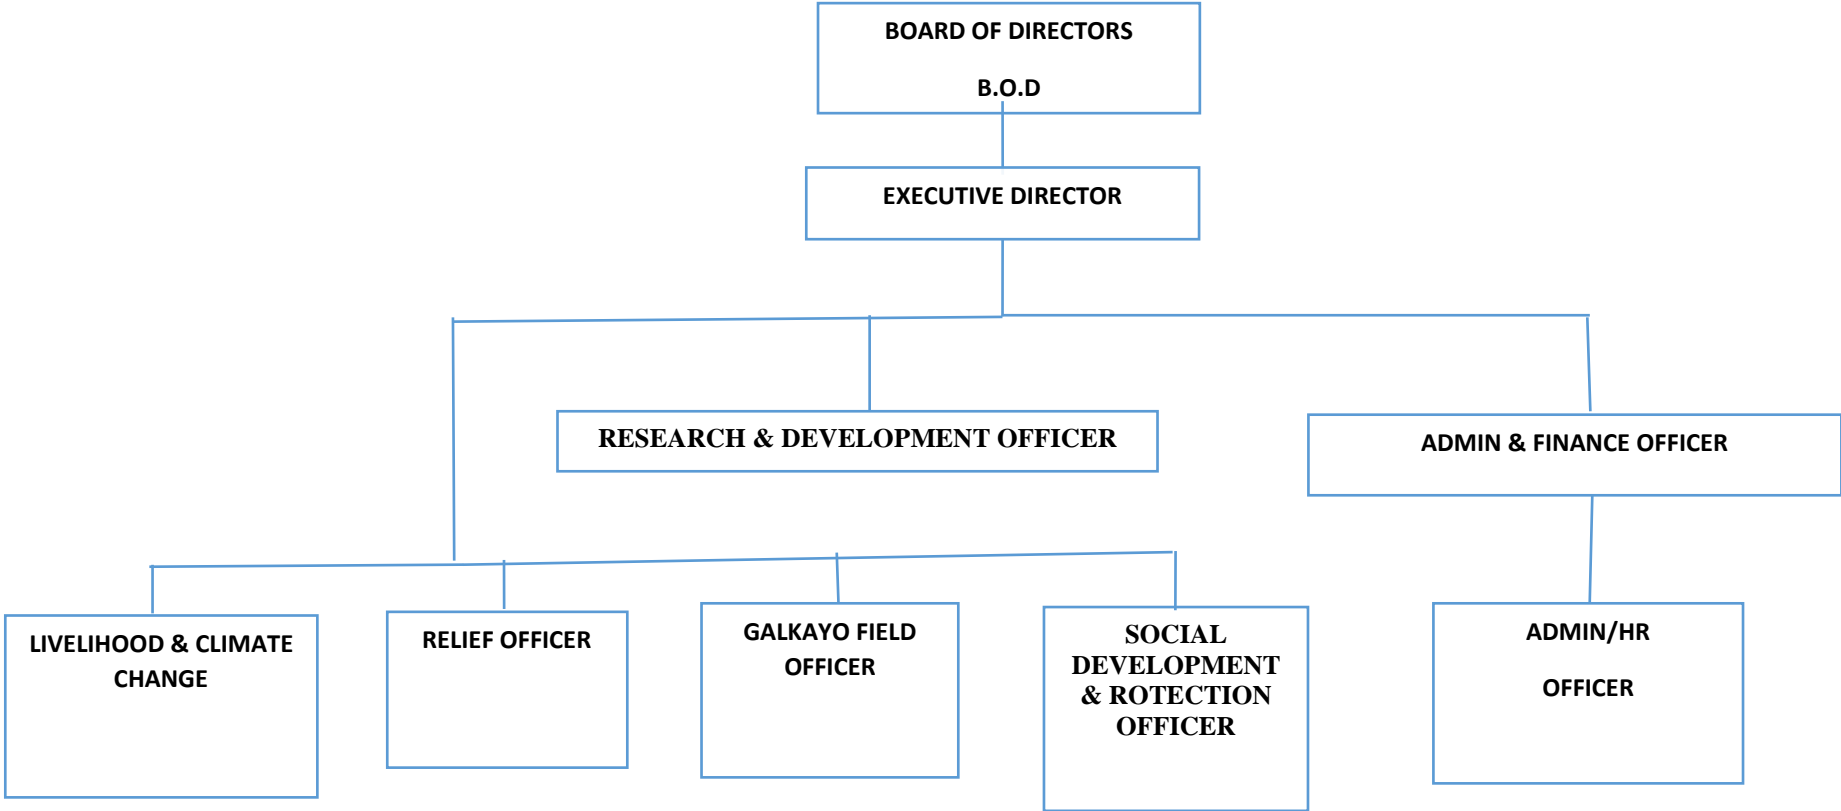 BOARD OF DIRECTORS
B.O.D
EXECUTIVE DIRECTOR
RESEARCH & DEVELOPMENT OFFICER
ADMIN & FINANCE OFFICER
LIVELIHOOD & CLIMATE
CHANGE
RELIEF OFFICER
GALKAYO FIELD
OFFICER
SOCIAL
DEVELOPMENT
& ROTECTION
OFFICER
ADMIN/HR
OFFICER